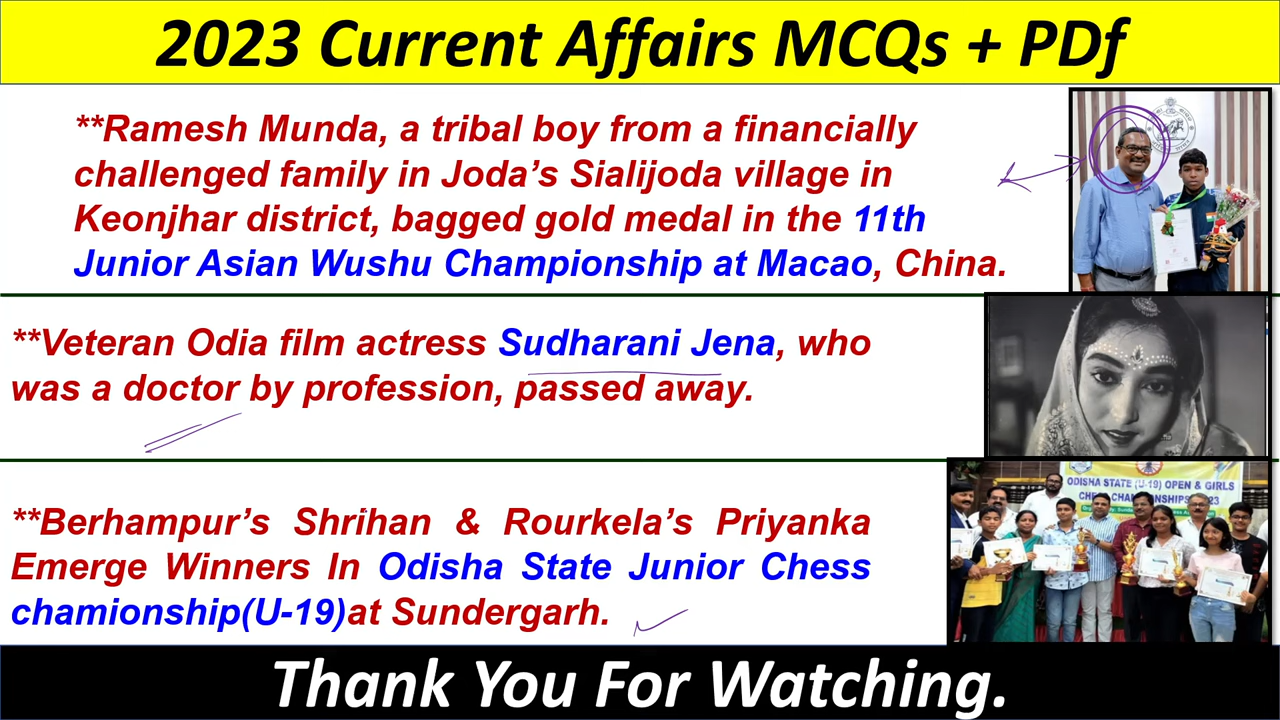 2023 Current Affairs MCQs + PDf
**Ramesh Munda, a tribal boy from a financially
challenged family in Joda’s Sialijoda village in
Keonjhar district, bagged gold medal in the 11th
Junior Asian Wushu Championship at Macao, China.
**Veteran Odia film actress Sudharani Jena, who
was a doctor by profession, passed away.
**Berhampur’s Shrihan & Rourkela’s Priyanka
Emerge Winners In Odisha State Junior Chess
chamionship(U-19)at Sundergarh.
ODISHA STATE (U-19) OPEN & GIRLS
Thank You For Watching.